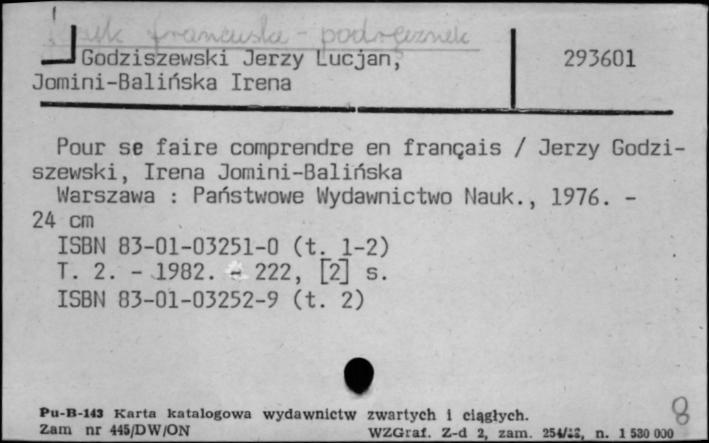 język francuski - podręcznik
Godziszewski Jerzy Lucjan, 293601
Jomini-Balińska Irena
Pour se faire comprendre en français / Jerzy Godzi-
szewski, Irena Jomini-Balińska
Warszawa : Państwowe Wydawnictwo Nauk., 1976. -
24 cm
ISBN 83-01-03251-0 (t. 1-2)
T. 2. - 1982. - 222, [2] s.
ISBN 83-01-03252-9 (t. 2)
Pu-B-143 Karta katalogowa wydawnictw zwartych i ciągłych. 8
Zam nr 445/DW/ON WZGraf. Z-d 2, zam. n. 1 530 000